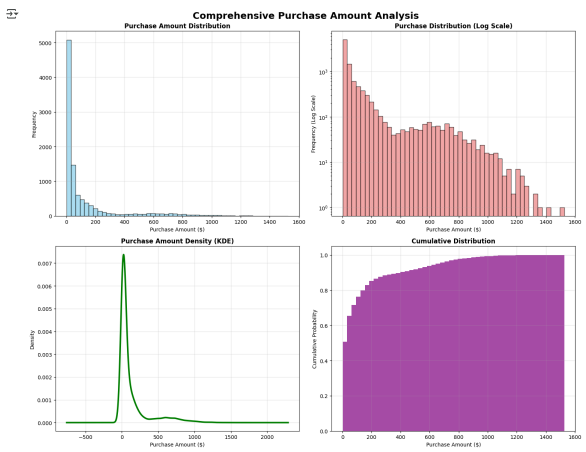 Comprehensive Purchase Amount Analysis
Purchase Amount Distribution
Frequency
5000
4000
3000
2000
1000
0
0 200 400 600 800 1000 1200 1400 1600
Purchase Amount ($)
Purchase Distribution (Log Scale)
Frequency (Log Scale)
10³
10²
10¹
10⁰
0 200 400 600 800 1000 1200 1400 1600
Purchase Amount ($)
Purchase Amount Density (KDE)
Density
0.007
0.006
0.005
0.004
0.003
0.002
0.001
0.000
−500 0 500 1000 1500 2000
Purchase Amount ($)
Cumulative Distribution
Cumulative Probability
1.0
0.8
0.6
0.4
0.2
0.0
0 200 400 600 800 1000 1200 1400 1600
Purchase Amount ($)